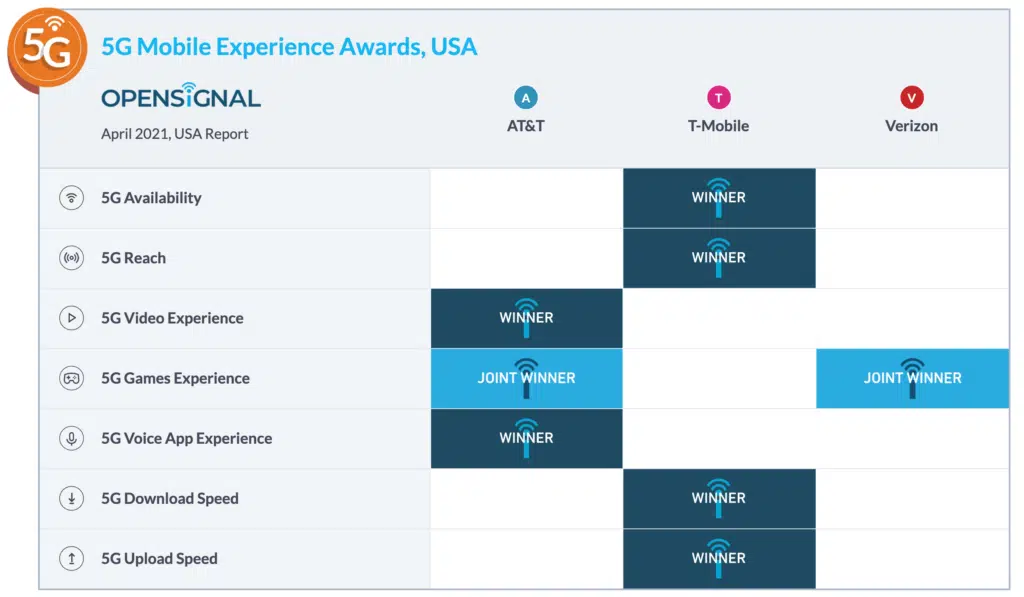 5G
5G Mobile Experience Awards, USA
OPENSIGNAL
April 2021, USA Report
A
AT&T
T
T-Mobile
V
Verizon
5G Availability
WINNER
5G Reach
WINNER
5G Video Experience
WINNER
5G Games Experience
JOINT WINNER
JOINT WINNER
5G Voice App Experience
WINNER
5G Download Speed
WINNER
5G Upload Speed
WINNER